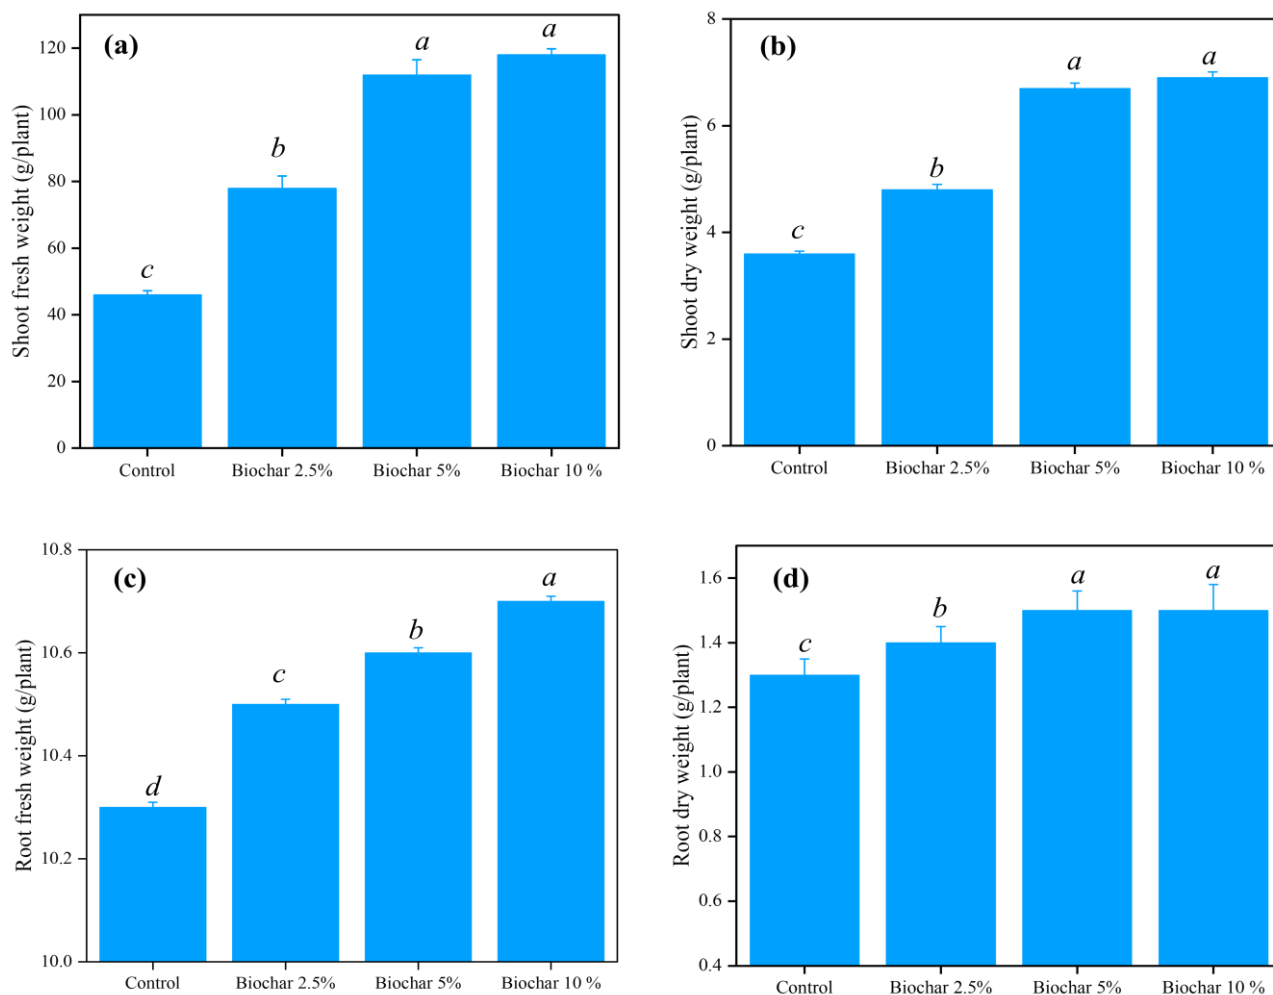 (a)
Shoot fresh weight (g/plant)
120
100
80
60
40
20
0
c
b
a
a
Control
Biochar 2.5%
Biochar 5%
Biochar 10 %
(b)
Shoot dry weight (g/plant)
8
6
4
2
0
c
b
a
a
Control
Biochar 2.5%
Biochar 5%
Biochar 10 %
(c)
Root fresh weight (g/plant)
10.8
10.6
10.4
10.2
10.0
d
c
b
a
Control
Biochar 2.5%
Biochar 5%
Biochar 10 %
(d)
Root dry weight (g/plant)
1.6
1.4
1.2
1.0
0.8
0.6
0.4
c
b
a
a
Control
Biochar 2.5%
Biochar 5%
Biochar 10 %